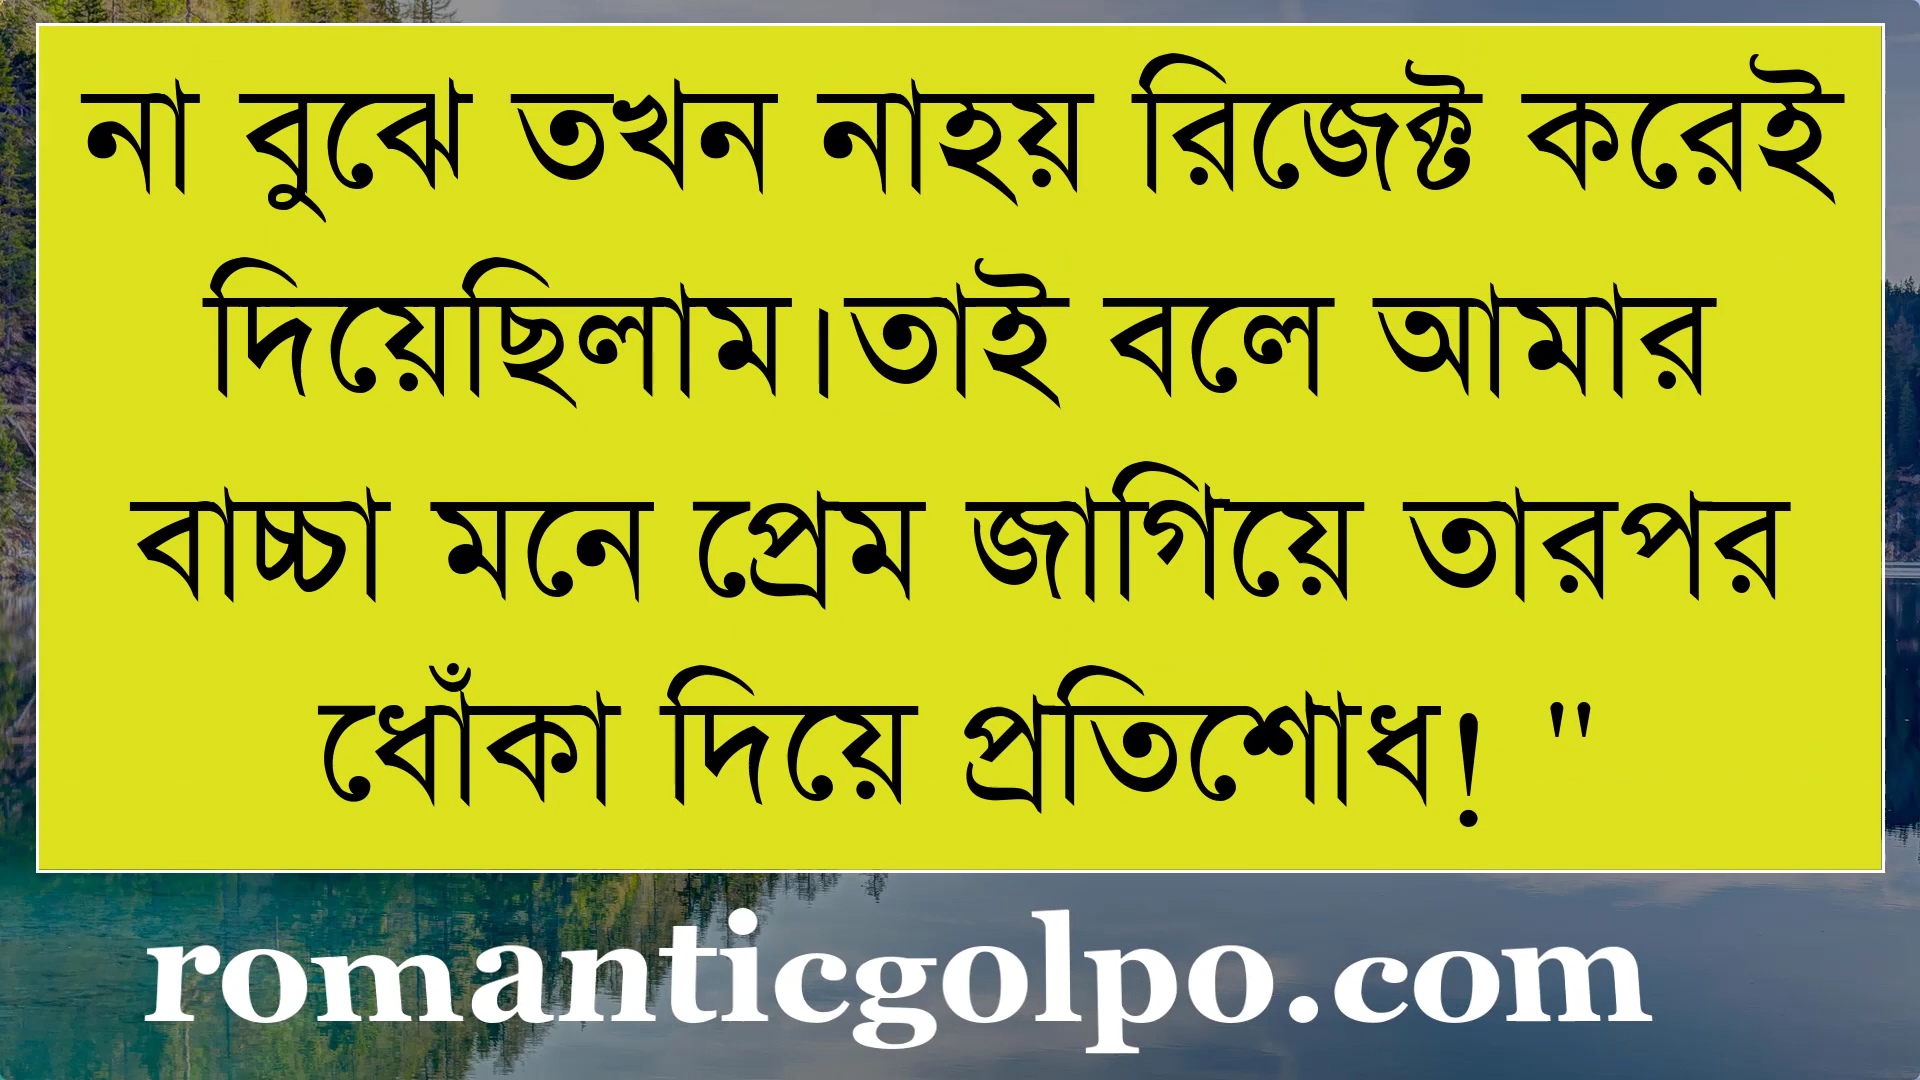 না বুঝে তখন নাহয় রিজেক্ট করেই
দিয়েছিলাম।তাই বলে আমার
বাচ্চা মনে প্রেম জাগিয়ে তারপর
ধোঁকা দিয়ে প্রতিশোধ! "
romanticgolpo.com